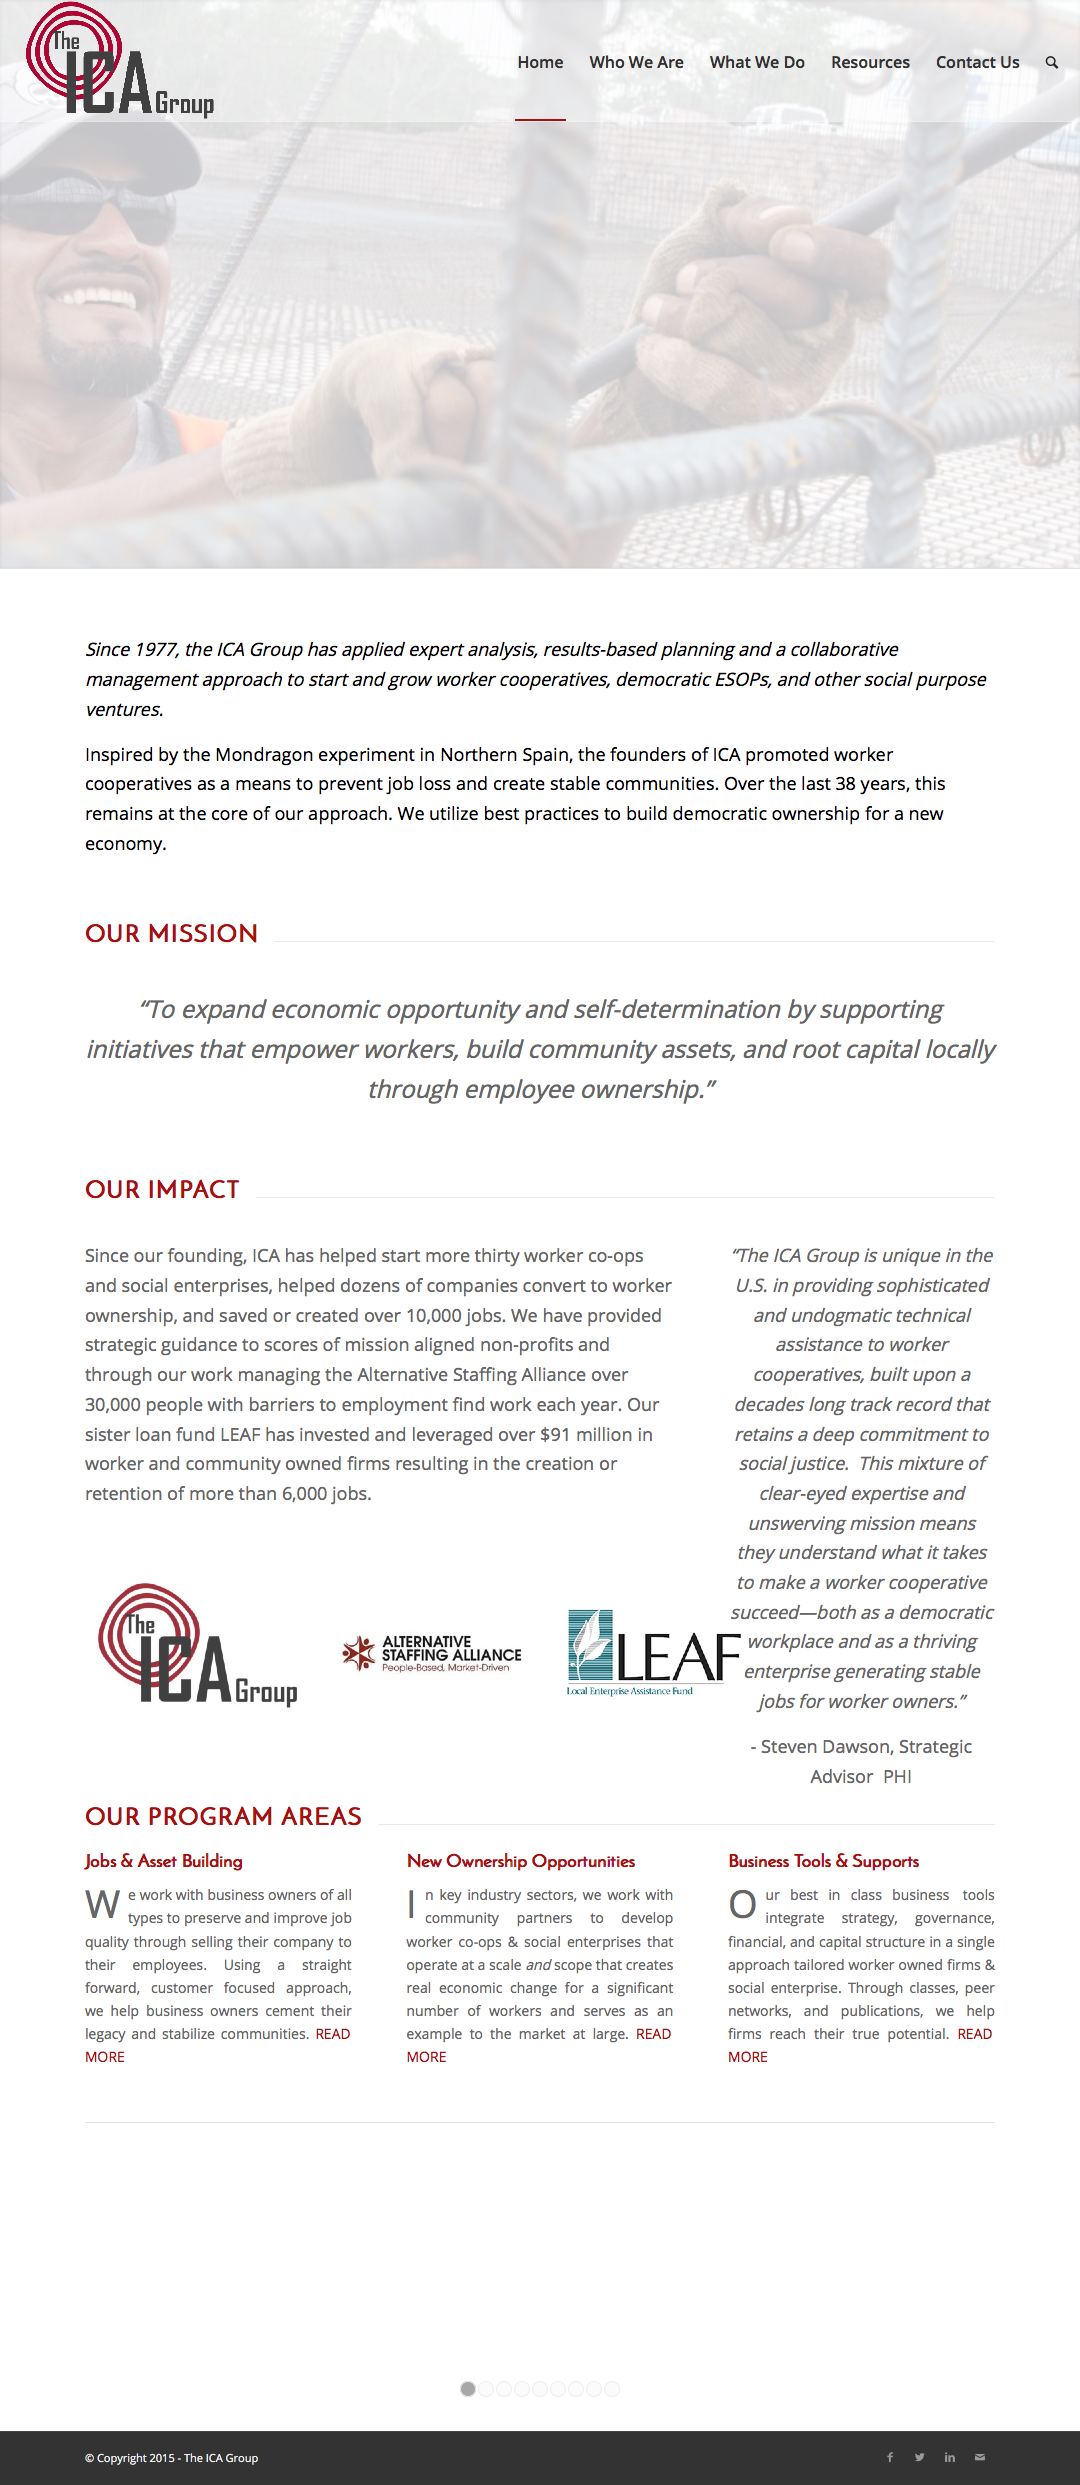 The
ICA
Group
Home
Who We Are
What We Do
Resources
Contact Us
Since 1977, the ICA Group has applied expert analysis, results-based planning and a collaborative
management approach to start and grow worker cooperatives, democratic ESOPs, and other social purpose
ventures.
Inspired by the Mondragon experiment in Northern Spain, the founders of ICA promoted worker
cooperatives as a means to prevent job loss and create stable communities. Over the last 38 years, this
remains at the core of our approach. We utilize best practices to build democratic ownership for a new
economy.
OUR MISSION
“To expand economic opportunity and self-determination by supporting
initiatives that empower workers, build community assets, and root capital locally
through employee ownership.”
OUR IMPACT
Since our founding, ICA has helped start more thirty worker co-ops
and social enterprises, helped dozens of companies convert to worker
ownership, and saved or created over 10,000 jobs. We have provided
strategic guidance to scores of mission aligned non-profits and
through our work managing the Alternative Staffing Alliance over
30,000 people with barriers to employment find work each year. Our
sister loan fund LEAF has invested and leveraged over $91 million in
worker and community owned firms resulting in the creation or
retention of more than 6,000 jobs.
The
ICA
Group
ALTERNATIVE
STAFFING ALLIANCE
People-Based, Market-Driven
LEAF
Local Enterprise Assistance Fund
“The ICA Group is unique in the
U.S. in providing sophisticated
and undogmatic technical
assistance to worker
cooperatives, built upon a
decades long track record that
retains a deep commitment to
social justice. This mixture of
clear-eyed expertise and
unswerving mission means
they understand what it takes
to make a worker cooperative
succeed—both as a democratic
workplace and as a thriving
enterprise generating stable
jobs for worker owners.”
- Steven Dawson, Strategic
Advisor PHI
OUR PROGRAM AREAS
Jobs & Asset Building
We work with business owners of all
types to preserve and improve job
quality through selling their company to
their employees. Using a straight
forward, customer focused approach,
we help business owners cement their
legacy and stabilize communities. READ
MORE
New Ownership Opportunities
In key industry sectors, we work with
community partners to develop
worker co-ops & social enterprises that
operate at a scale and scope that creates
real economic change for a significant
number of workers and serves as an
example to the market at large. READ
MORE
Business Tools & Supports
Our best in class business tools
integrate strategy, governance,
financial, and capital structure in a single
approach tailored worker owned firms &
social enterprise. Through classes, peer
networks, and publications, we help
firms reach their true potential. READ
MORE
© Copyright 2015 - The ICA Group